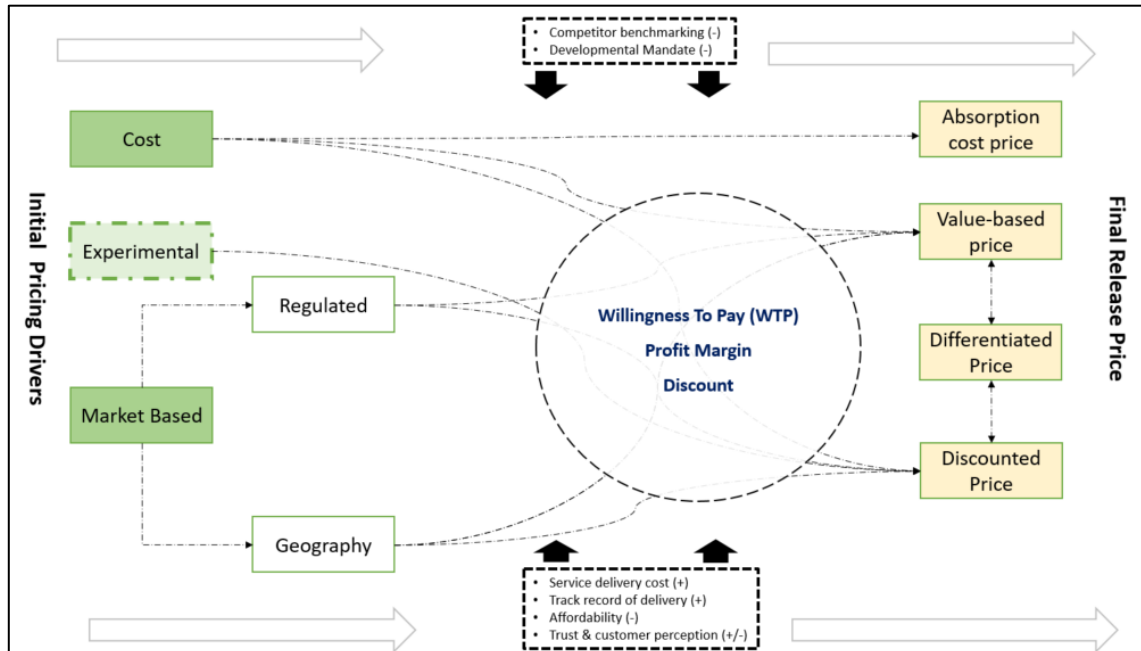 • Competitor benchmarking (-)
• Developmental Mandate (-)
Cost
Absorption
cost price
Initial Pricing Drivers
Experimental
Value-based
price
Final Release Price
Regulated
Willingness To Pay (WTP)
Profit Margin
Discount
Differentiated
Price
Market Based
Discounted
Price
Geography
• Service delivery cost (+)
• Track record of delivery (+)
• Affordability (-)
• Trust & customer perception (+/-)